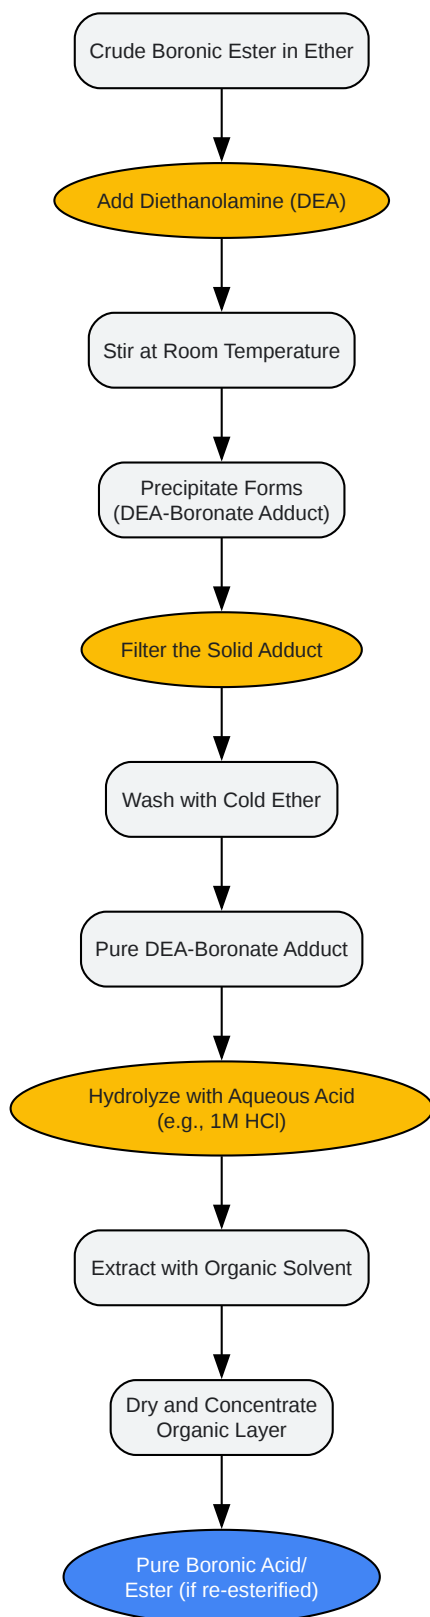 Crude Boronic Ester in Ether
Add Diethanolamine (DEA)
Stir at Room Temperature
Precipitate Forms
(DEA-Boronate Adduct)
Filter the Solid Adduct
Wash with Cold Ether
Pure DEA-Boronate Adduct
Hydrolyze with Aqueous Acid
(e.g., 1M HCl)
Extract with Organic Solvent
Dry and Concentrate
Organic Layer
Pure Boronic Acid/
Ester (if re-esterified)